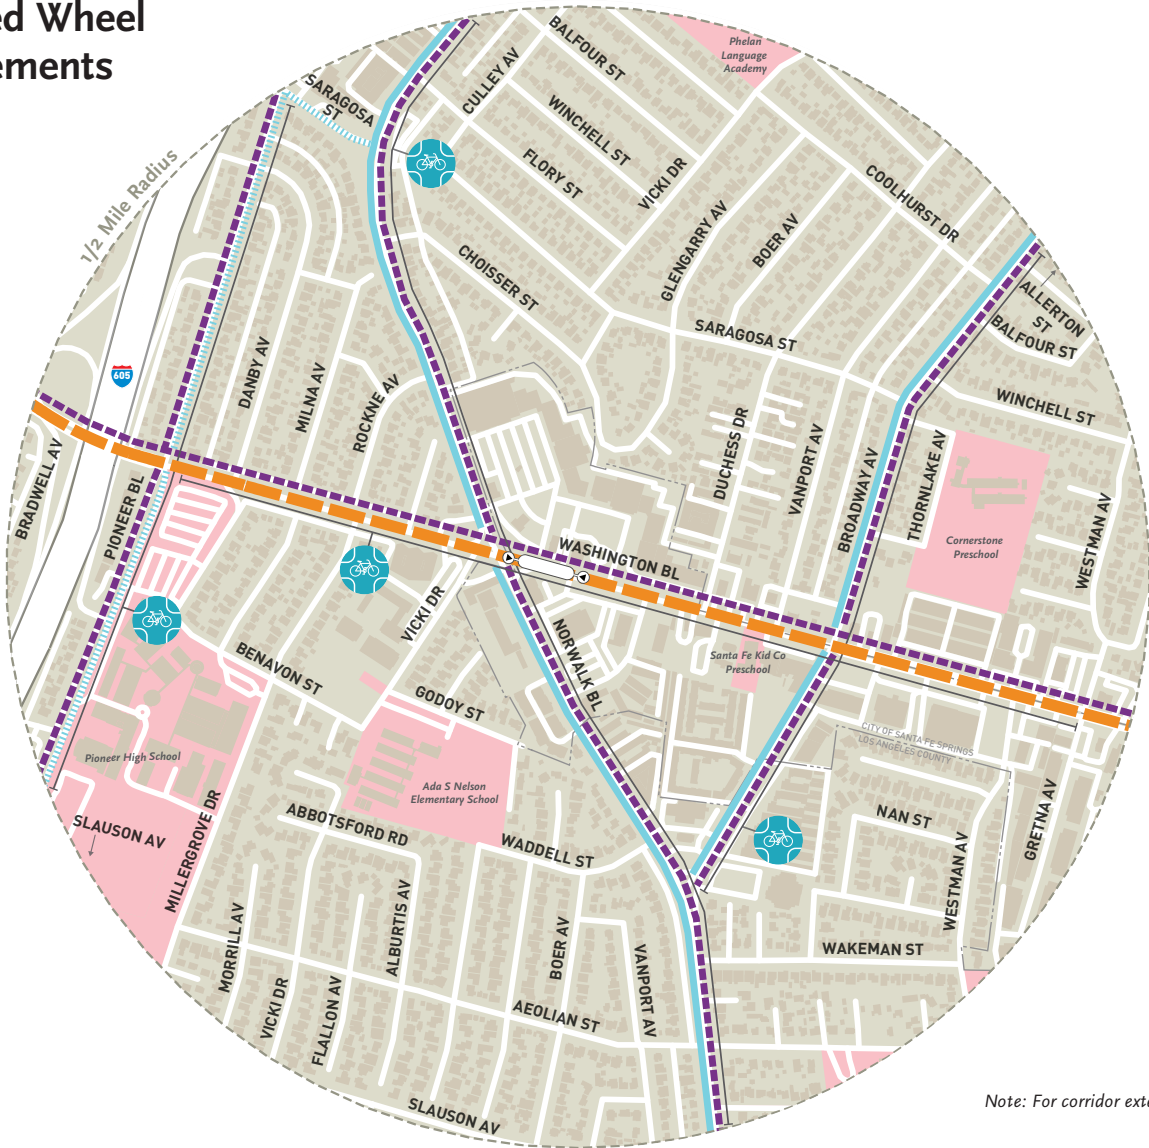 ed Wheel
ements
1/2 Mile Radius
605
SARAGOSA
ST
CULLEY AV
BALFOUR ST
Phelan
Language
Academy
WINCHELL ST
FLORY ST
VICKI DR
COOLHURST DR
GLENGARRY AV
BOER AV
CHOISSER ST
SARAGOSA ST
ALLERTON
ST
BALFOUR ST
WINCHELL ST
DANBY AV
MILNA AV
ROCKNE AV
DUCHESS DR
VANPORT AV
BROADWAY AV
THORNLAKE AV
Cornerstone
Preschool
WESTMAN AV
BRADWELL AV
PIONEER BL
WASHINGTON BL
VICKI DR
NORWALK BL
Santa Fe Kid Co
Preschool
BENAVON ST
GODOY ST
CITY OF SANTA FE SPRINGS
LOS ANGELES COUNTY
Pioneer High School
Ada S Nelson
Elementary School
SLAUSON AV
MILLERGROVE DR
ABBOTSFORD RD
WADDELL ST
NAN ST
WESTMAN AV
GRETNA AV
MORRILL AV
VICKI DR
FLALLON AV
ALBURTIS AV
BOER AV
VANPORT AV
WAKEMAN ST
AEOLIAN ST
SLAUSON AV
Note: For corridor exte